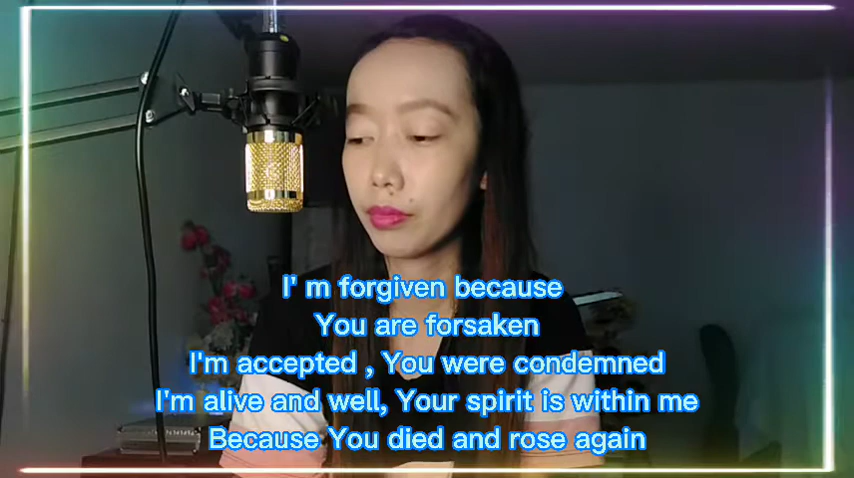 I' m forgiven because
You are forsaken
I'm accepted , You were condemned
I'm alive and well, Your spirit is within me
Because You died and rose again